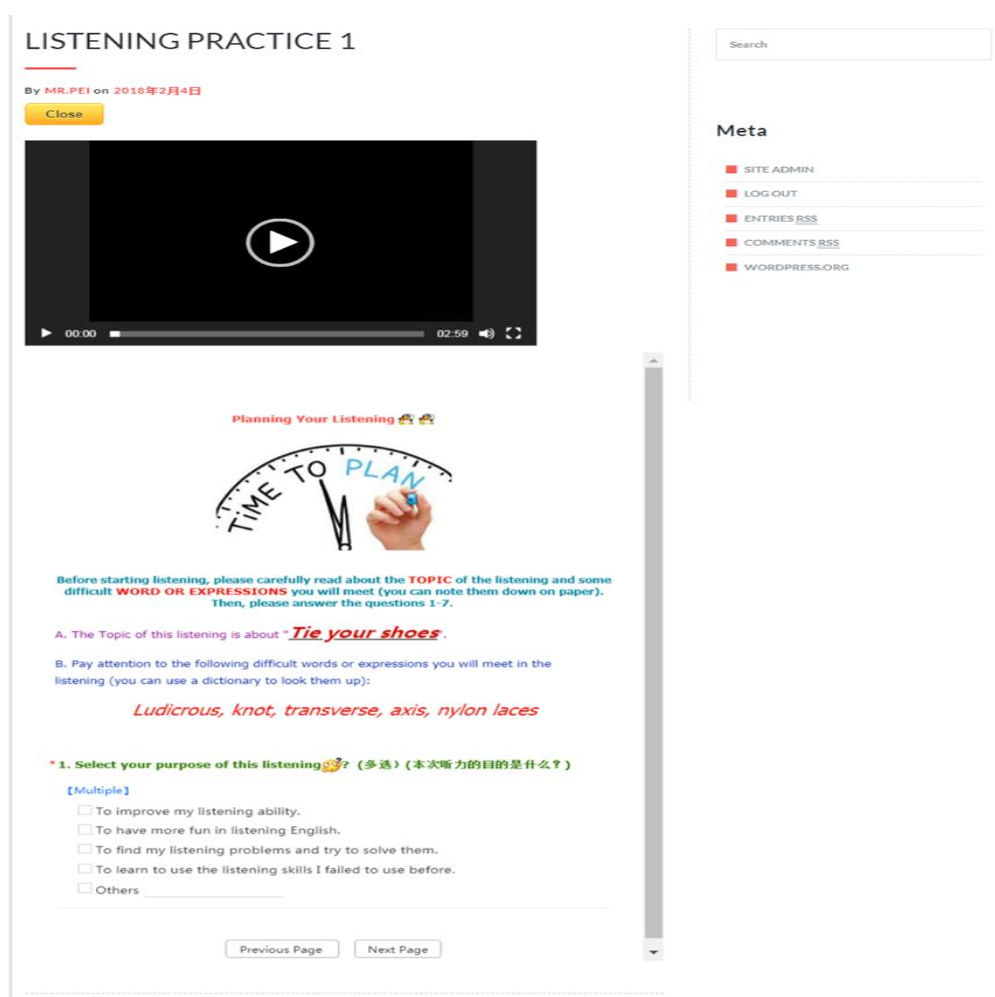 LISTENING PRACTICE 1
By MR.PEI on 2018年2月4日
Close
00:00
02:59
Planning Your Listening
TIME TO PLAN
Before starting listening, please carefully read about the TOPIC of the listening and some
difficult WORD OR EXPRESSIONS you will meet (you can note them down on paper).
Then, please answer the questions 1-7.
A. The Topic of this listening is about "Tie your shoes".
B. Pay attention to the following difficult words or expressions you will meet in the
listening (you can use a dictionary to look them up):
Ludicrous, knot, transverse, axis, nylon laces
*1. Select your purpose of this listening? (多选) (本次听力的目的是什么?)
【Multiple】
To improve my listening ability.
To have more fun in listening English.
To find my listening problems and try to solve them.
To learn to use the listening skills I failed to use before.
Others
Previous Page
Next Page
Search
Meta
SITE ADMIN
LOG OUT
ENTRIES RSS
COMMENTS RSS
WORDPRESS.ORG